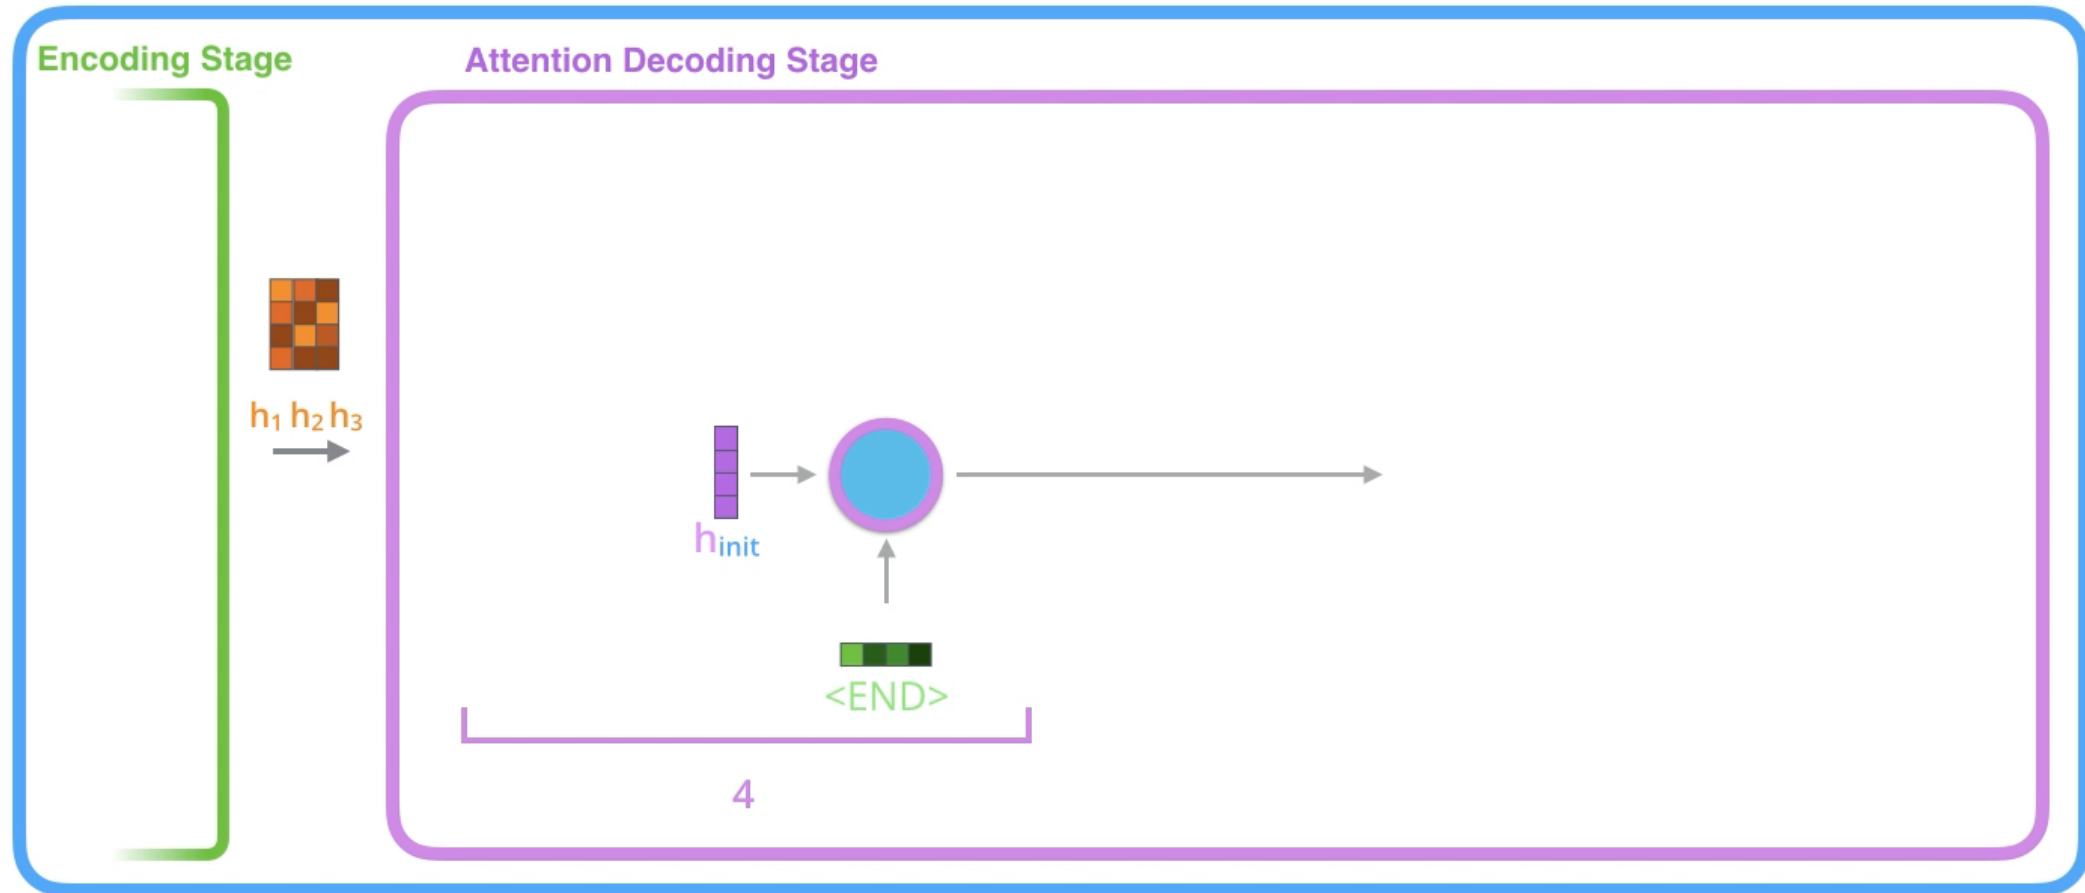 Encoding Stage
Attention Decoding Stage
h₁ h₂ h₃
hinit
<END>
4